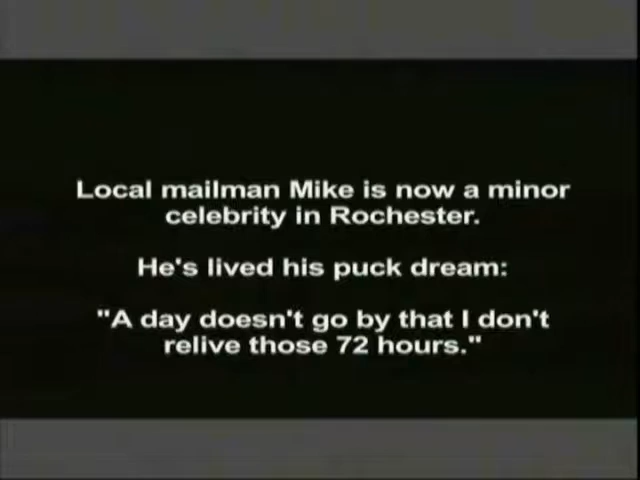 Local mailman Mike is now a minor
celebrity in Rochester.
He's lived his puck dream:
"A day doesn't go by that I don't
relive those 72 hours."